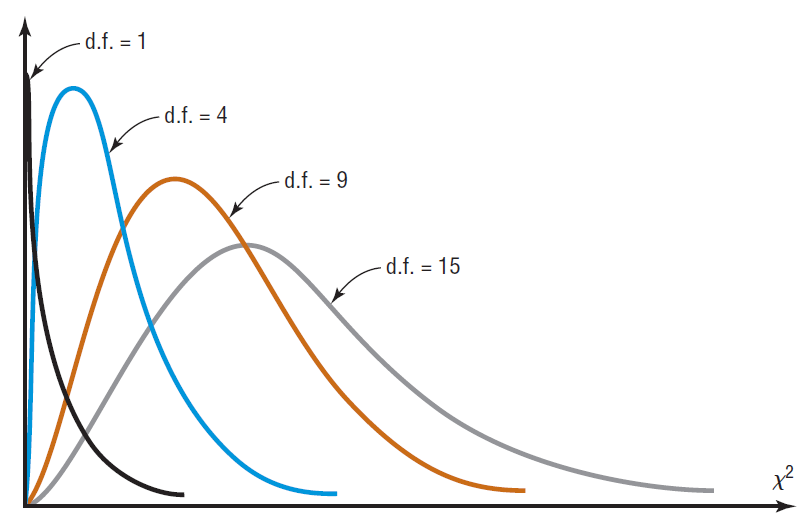 d.f. = 1
d.f. = 4
d.f. = 9
d.f. = 15
χ²